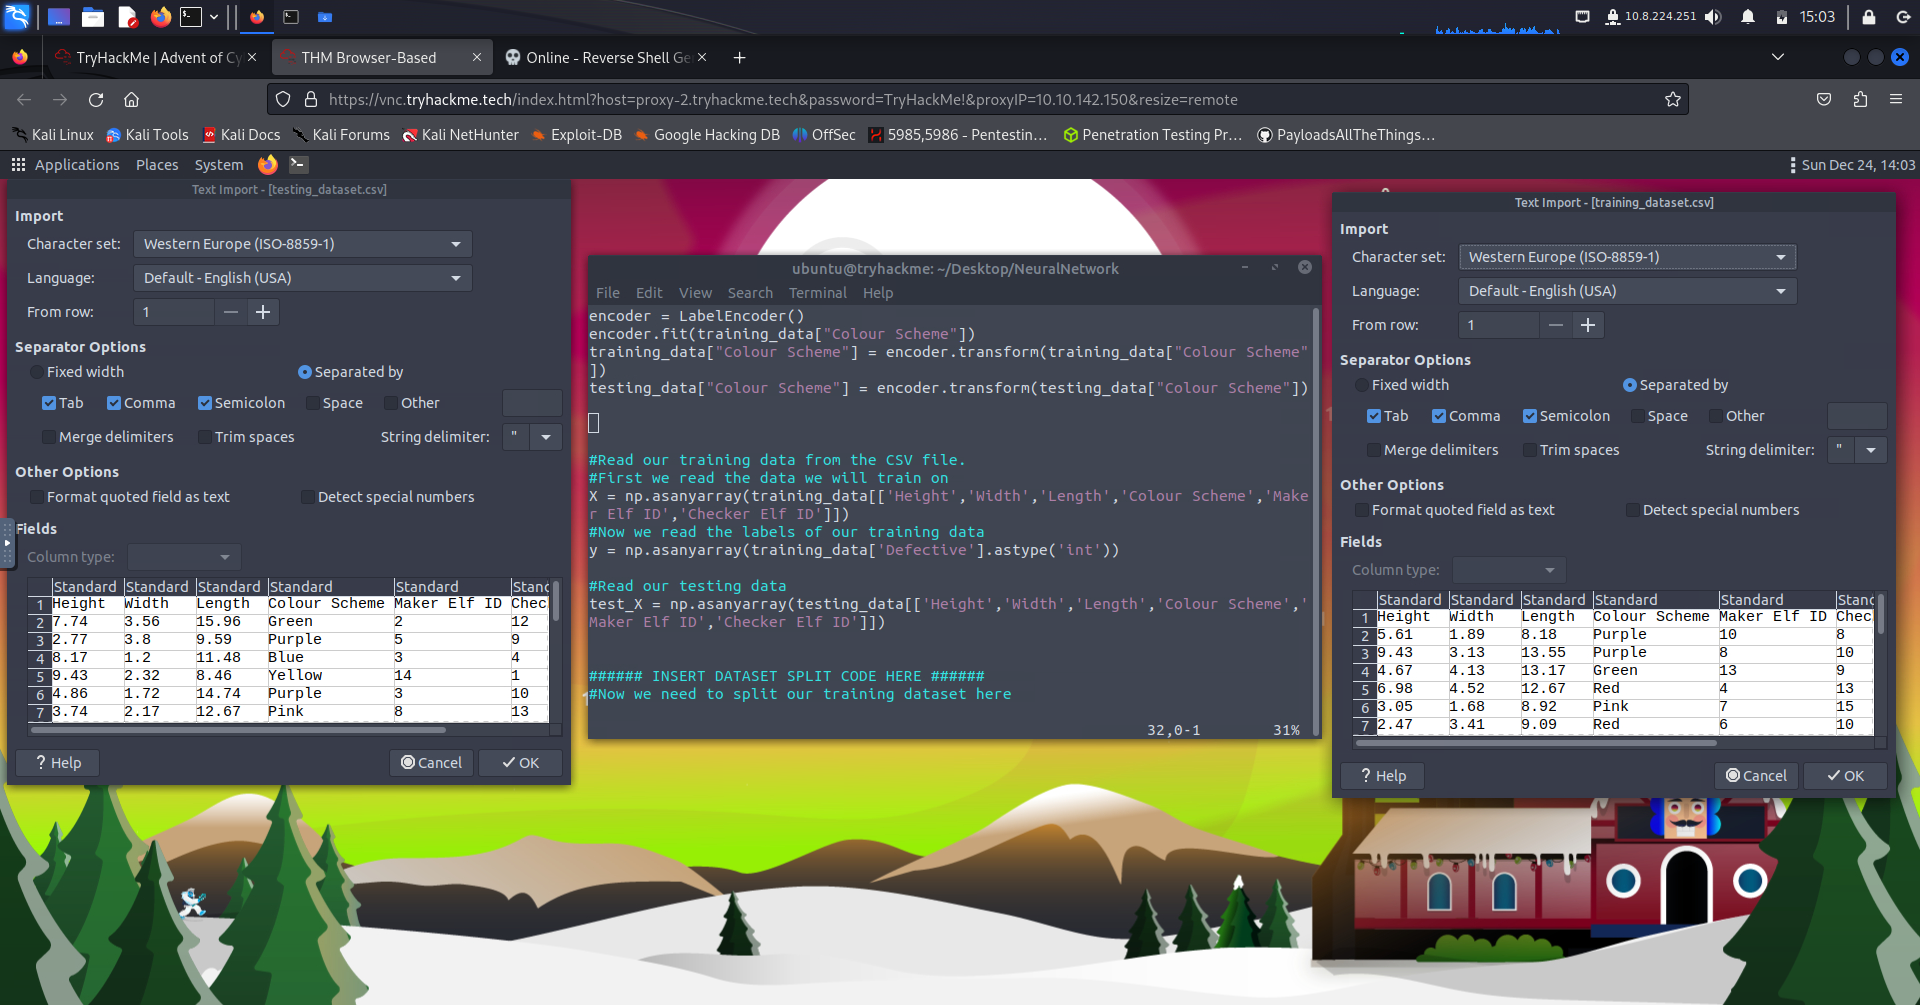 10.8.224.251
15:03
TryHackMe | Advent of Cy
THM Browser-Based
Online - Reverse Shell Ge
https://vnc.tryhackme.tech/index.html?host=proxy-2.tryhackme.tech&password=TryHackMe!&proxyIP=10.10.142.150&resize=remote
Kali Linux Kali Tools Kali Docs Kali Forums Kali NetHunter Exploit-DB Google Hacking DB OffSec 5985,5986 - Pentestin… Penetration Testing Pr… PayloadsAllTheThings…
Applications Places System
Sun Dec 24, 14:03
Text Import - [testing_dataset.csv]
Import
Character set: Western Europe (ISO-8859-1)
Language: Default - English (USA)
From row: 1
Separator Options
Fixed width Separated by
Tab Comma Semicolon Space Other
Merge delimiters Trim spaces String delimiter: "
Other Options
Format quoted field as text Detect special numbers
Fields
Column type:
Standard Standard Standard Standard Standard Stand
1 Height Width Length Colour Scheme Maker Elf ID Chec
2 7.74 3.56 15.96 Green 2 12
3 2.77 3.8 9.59 Purple 5 9
4 8.17 1.2 11.48 Blue 3 4
5 9.43 2.32 8.46 Yellow 14 1
6 4.86 1.72 14.74 Purple 3 10
7 3.74 2.17 12.67 Pink 8 13
? Help Cancel OK
ubuntu@tryhackme: ~/Desktop/NeuralNetwork
File Edit View Search Terminal Help
encoder = LabelEncoder()
encoder.fit(training_data["Colour Scheme"])
training_data["Colour Scheme"] = encoder.transform(training_data["Colour Scheme"
])
testing_data["Colour Scheme"] = encoder.transform(testing_data["Colour Scheme"])
#Read our training data from the CSV file.
#First we read the data we will train on
X = np.asanyarray(training_data[['Height','Width','Length','Colour Scheme','Make
r Elf ID','Checker Elf ID']])
#Now we read the labels of our training data
y = np.asanyarray(training_data['Defective'].astype('int'))
#Read our testing data
test_X = np.asanyarray(testing_data[['Height','Width','Length','Colour Scheme','
Maker Elf ID','Checker Elf ID']])
###### INSERT DATASET SPLIT CODE HERE ######
#Now we need to split our training dataset here
32,0-1 31%
Text Import - [training_dataset.csv]
Import
Character set: Western Europe (ISO-8859-1)
Language: Default - English (USA)
From row: 1
Separator Options
Fixed width Separated by
Tab Comma Semicolon Space Other
Merge delimiters Trim spaces String delimiter: "
Other Options
Format quoted field as text Detect special numbers
Fields
Column type:
Standard Standard Standard Standard Standard Stanc
1 Height Width Length Colour Scheme Maker Elf ID Chec
2 5.61 1.89 8.18 Purple 10 8
3 9.43 3.13 13.55 Purple 8 10
4 4.67 4.13 13.17 Green 13 9
5 6.98 4.52 12.67 Red 4 13
6 3.05 1.68 8.92 Pink 7 15
7 2.47 3.41 9.09 Red 6 10
? Help Cancel OK